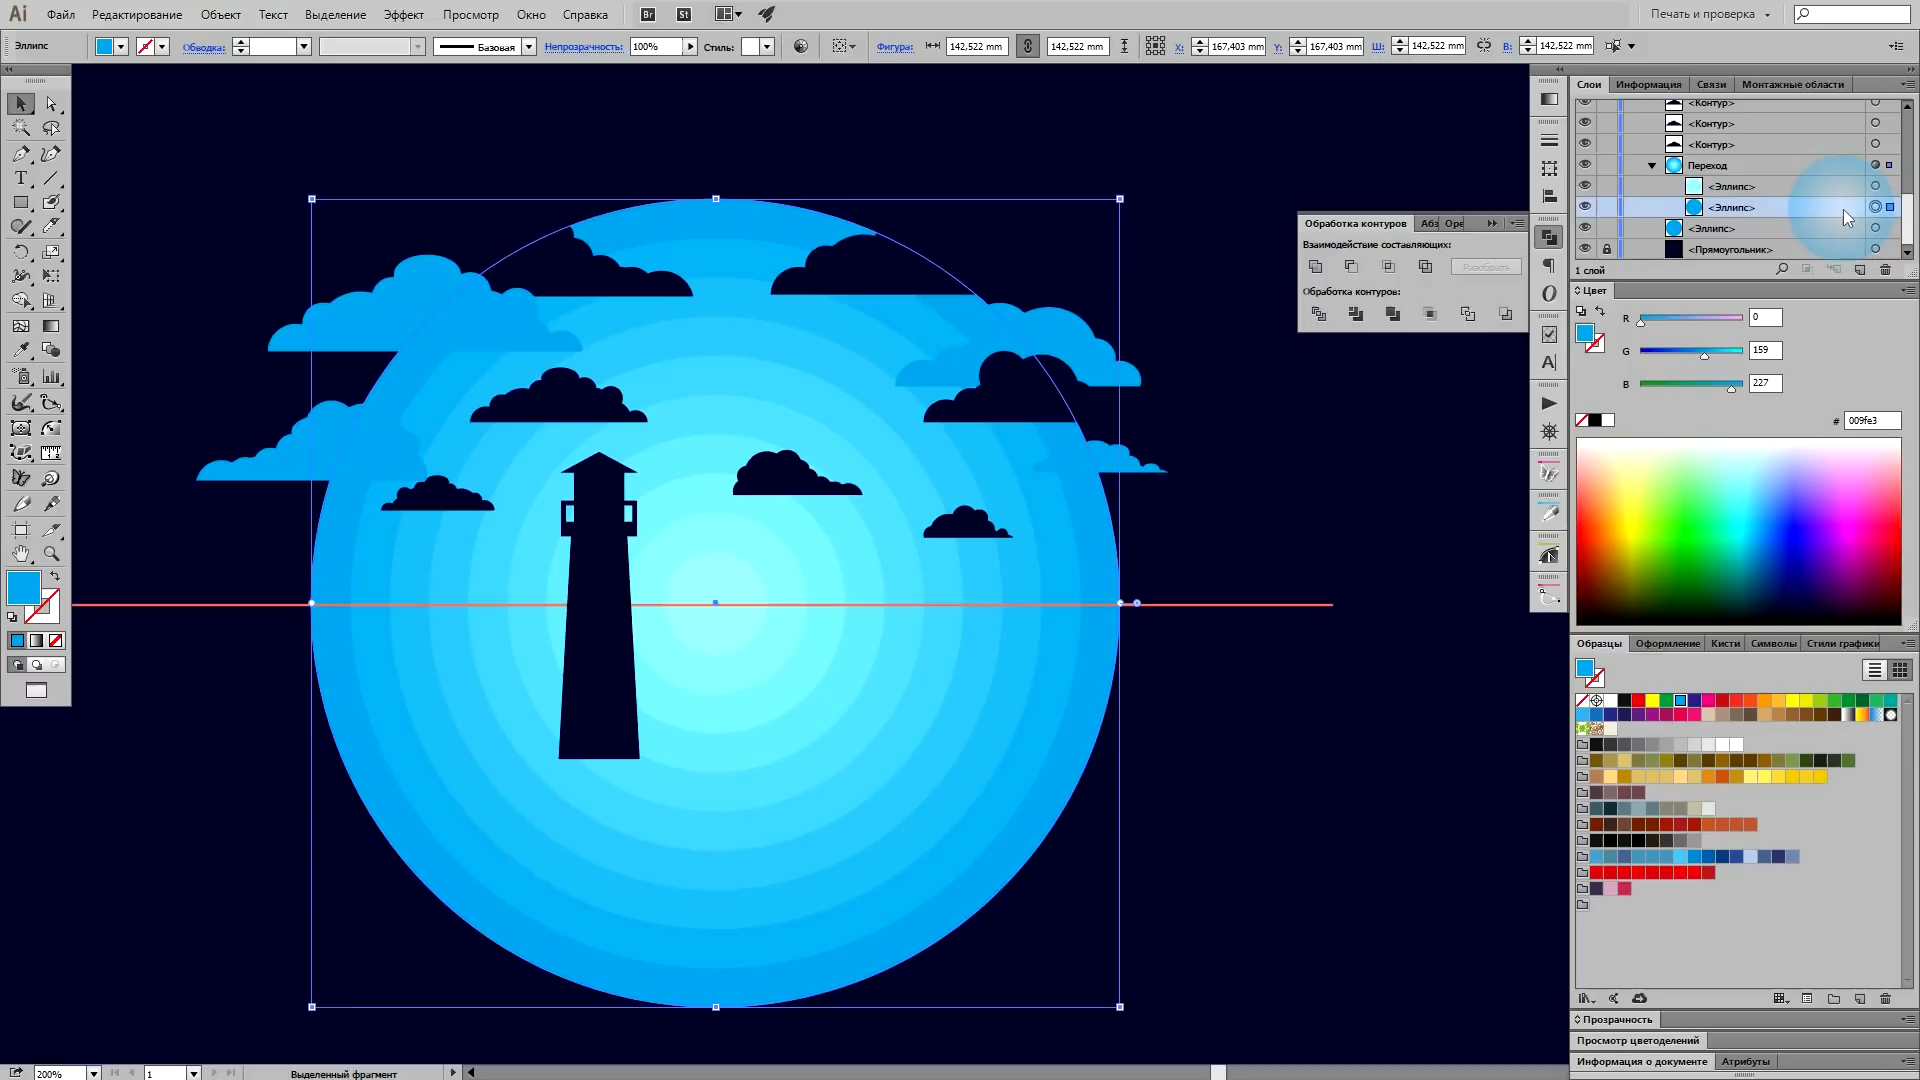 Ai Файл Редактирование Объект Текст Выделение Эффект Просмотр Окно Справка Br St Печать и проверка
Эллипс Обводка: Базовая Непрозрачность: 100% Стиль: Фигура: 142,522 mm 142,522 mm X: 167,403 mm Y: 167,403 mm Ш: 142,522 mm В: 142,522 mm
Слои Информация Связи Монтажные области
<Контур>
<Контур>
<Контур>
Переход
<Эллипс>
<Эллипс>
<Эллипс>
<Прямоугольник>
1 слой
Обработка контуров Абз Опе
Взаимодействие составляющих:
Разобрать
Обработка контуров:
Цвет
R 0
G 159
B 227
# 009fe3
Образцы Оформление Кисти Символы Стили графики
Прозрачность
Просмотр цветоделений
Информация о документе Атрибуты
200% 1 Выделенный фрагмент